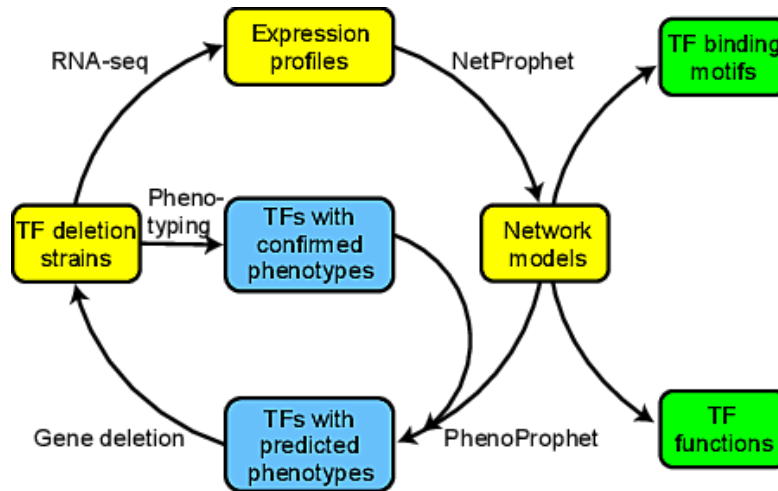 Expression
profiles
RNA-seq
NetProphet
TF binding
motifs
Pheno-
typing
TF deletion
strains
TFs with
confirmed
phenotypes
Network
models
Gene deletion
TFs with
predicted
phenotypes
PhenoProphet
TF
functions